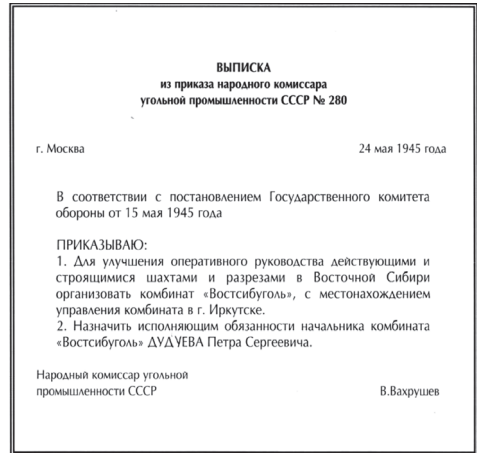 ВЫПИСКА
из приказа народного комиссара
угольной промышленности СССР № 280
г. Москва 24 мая 1945 года
В соответствии с постановлением Государственного комитета
обороны от 15 мая 1945 года
ПРИКАЗЫВАЮ:
1. Для улучшения оперативного руководства действующими и
строящимися шахтами и разрезами в Восточной Сибири
организовать комбинат «Востсибуголь», с местонахождением
управления комбината в г. Иркутске.
2. Назначить исполняющим обязанности начальника комбината
«Востсибуголь» ДУДУЕВА Петра Сергеевича.
Народный комиссар угольной
промышленности СССР В.Вахрушев